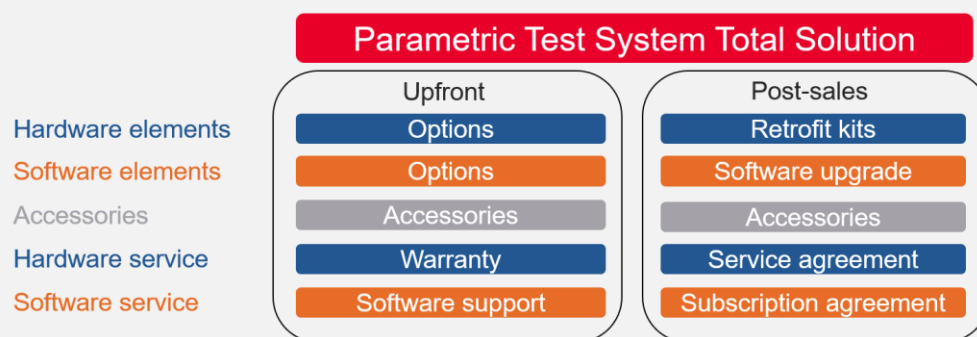 Parametric Test System Total Solution
Upfront Post-sales
Hardware elements Options Retrofit kits
Software elements Options Software upgrade
Accessories Accessories Accessories
Hardware service Warranty Service agreement
Software service Software support Subscription agreement